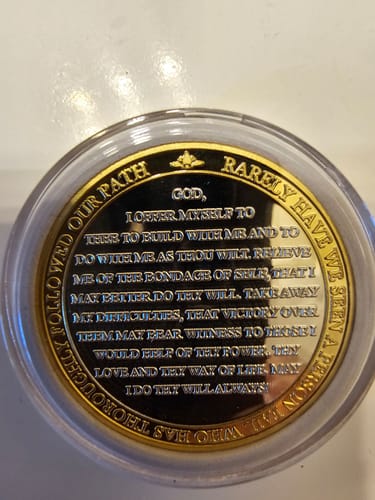 RARELY HAVE WE SEEN A PERSON FAIL WHO HAS THOROUGHLY FOLLOWED OUR PATH
GOD,
I OFFER MYSELF TO
THEE TO BUILD WITH ME AND TO
DO WITH ME AS THOU WILT. RELIEVE
ME OF THE BONDAGE OF SELF, THAT I
MAY BETTER DO THY WILL. TAKE AWAY
MY DIFFICULTIES, THAT VICTORY OVER
THEM MAY BEAR WITNESS TO THOSE I
WOULD HELP OF THY POWER, THY
LOVE AND THY WAY OF LIFE. MAY
I DO THY WILL ALWAYS!